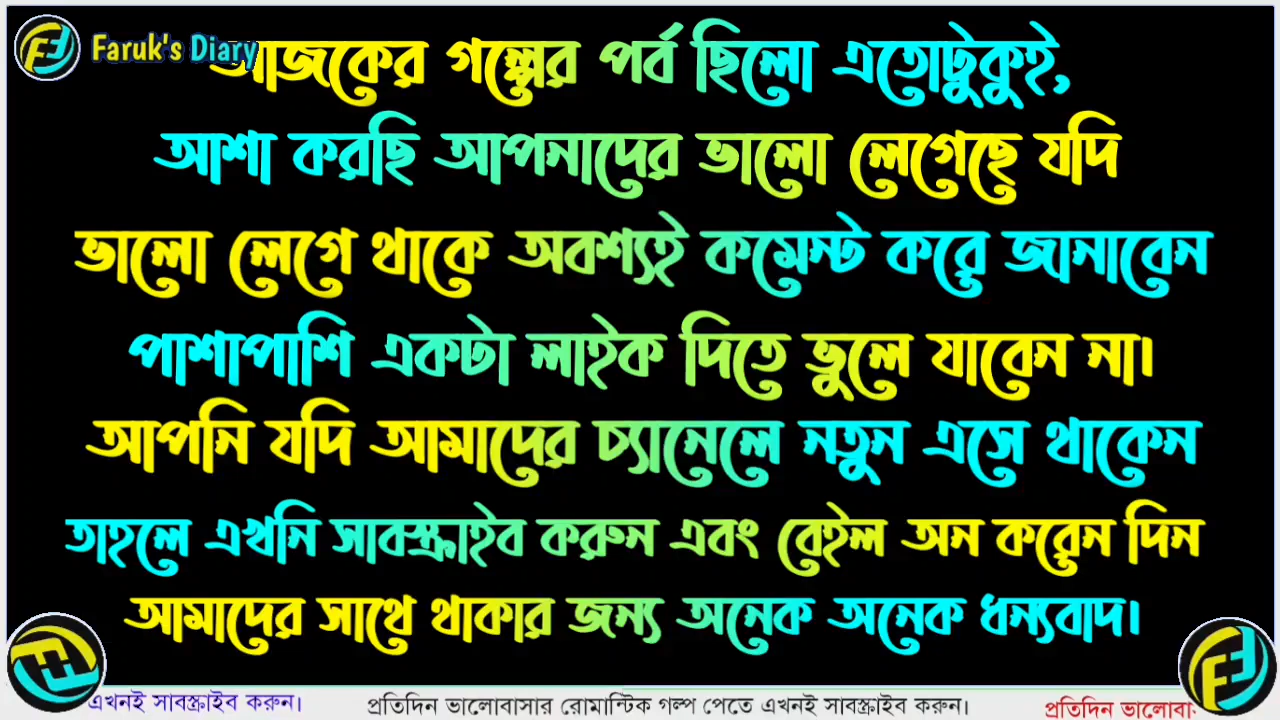 Faruk's Diary
আজকের গল্পের পর্ব ছিলো এতোটুকুই,
আশা করছি আপনাদের ভালো লেগেছে যদি
ভালো লেগে থাকে অবশ্যই কমেন্ট করে জানাবেন
পাশাপাশি একটা লাইক দিতে ভুলে যাবেন না।
আপনি যদি আমাদের চ্যানেলে নতুন এসে থাকেন
তাহলে এখনি সাবস্ক্রাইব করুন এবং বেইল অন করেন দিন
আমাদের সাথে থাকার জন্য অনেক অনেক ধন্যবাদ।
এখনই সাবস্ক্রাইব করুন। প্রতিদিন ভালোবাসার রোমান্টিক গল্প পেতে এখনই সাবস্ক্রাইব করুন। প্রতিদিন